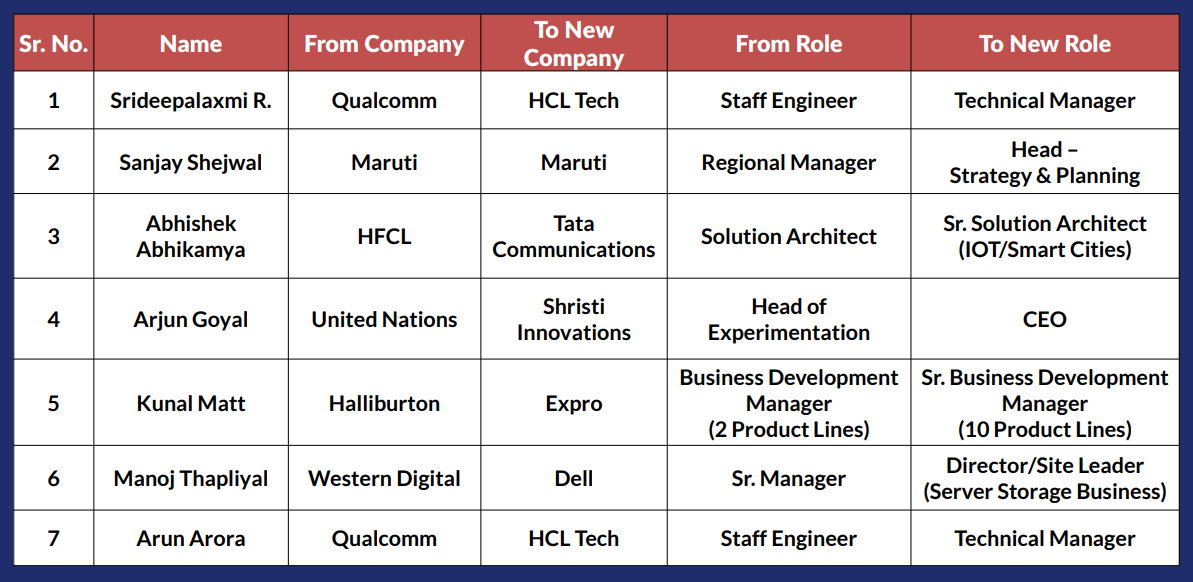 Sr. No. Name From Company To New Company From Role To New Role
1 Srideepalaxmi R. Qualcomm HCL Tech Staff Engineer Technical Manager
2 Sanjay Shejwal Maruti Maruti Regional Manager Head – Strategy & Planning
3 Abhishek Abhikamya HFCL Tata Communications Solution Architect Sr. Solution Architect (IOT/Smart Cities)
4 Arjun Goyal United Nations Shristi Innovations Head of Experimentation CEO
5 Kunal Matt Halliburton Expro Business Development Manager (2 Product Lines) Sr. Business Development Manager (10 Product Lines)
6 Manoj Thapliyal Western Digital Dell Sr. Manager Director/Site Leader (Server Storage Business)
7 Arun Arora Qualcomm HCL Tech Staff Engineer Technical Manager